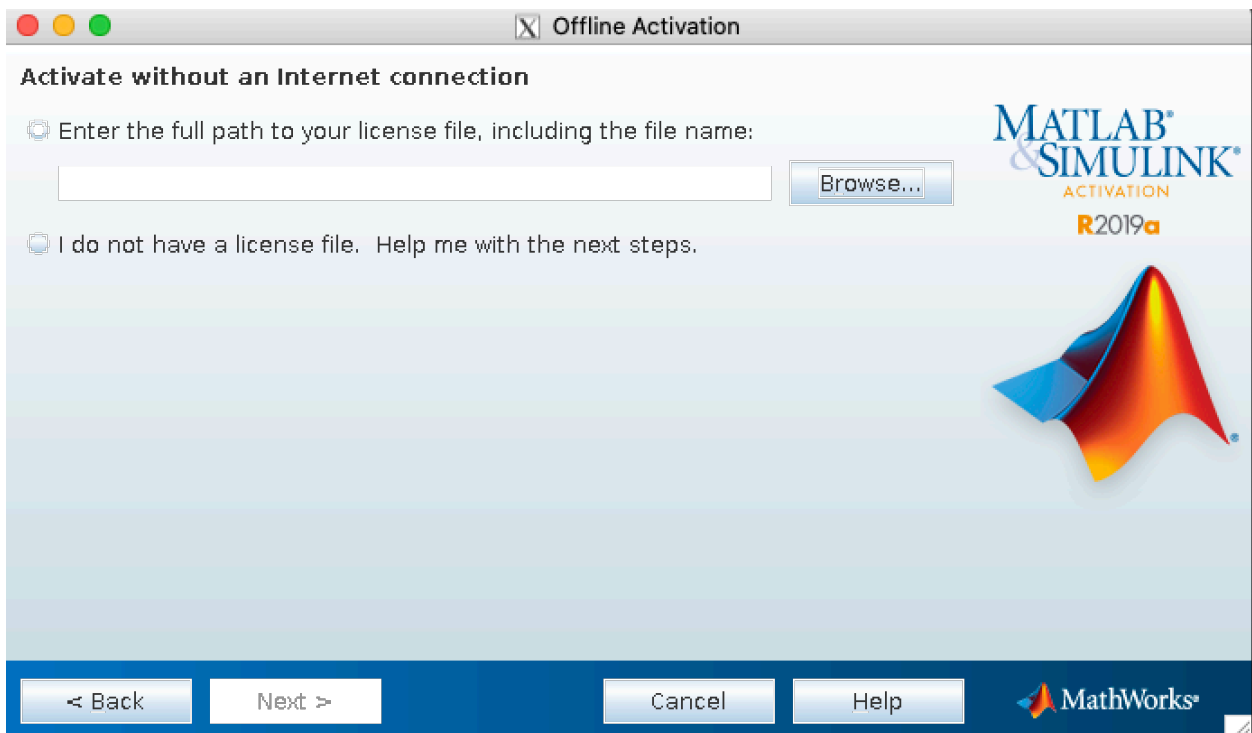 X Offline Activation
Activate without an Internet connection
Enter the full path to your license file, including the file name:
Browse...
I do not have a license file.  Help me with the next steps.
MATLAB®
&SIMULINK®
ACTIVATION
R2019a
®
< Back
Next >
Cancel
Help
MathWorks®